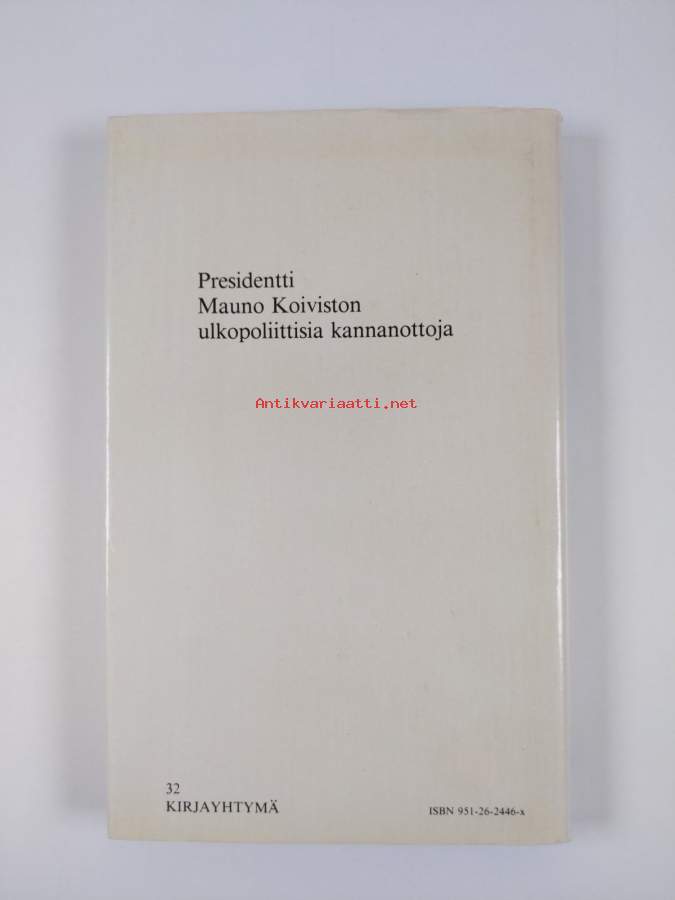 Presidentti
Mauno Koiviston
ulkopoliittisia kannanottoja
Antikvariaatti.net
32
KIRJAYHTYMÄ
ISBN 951-26-2446-x